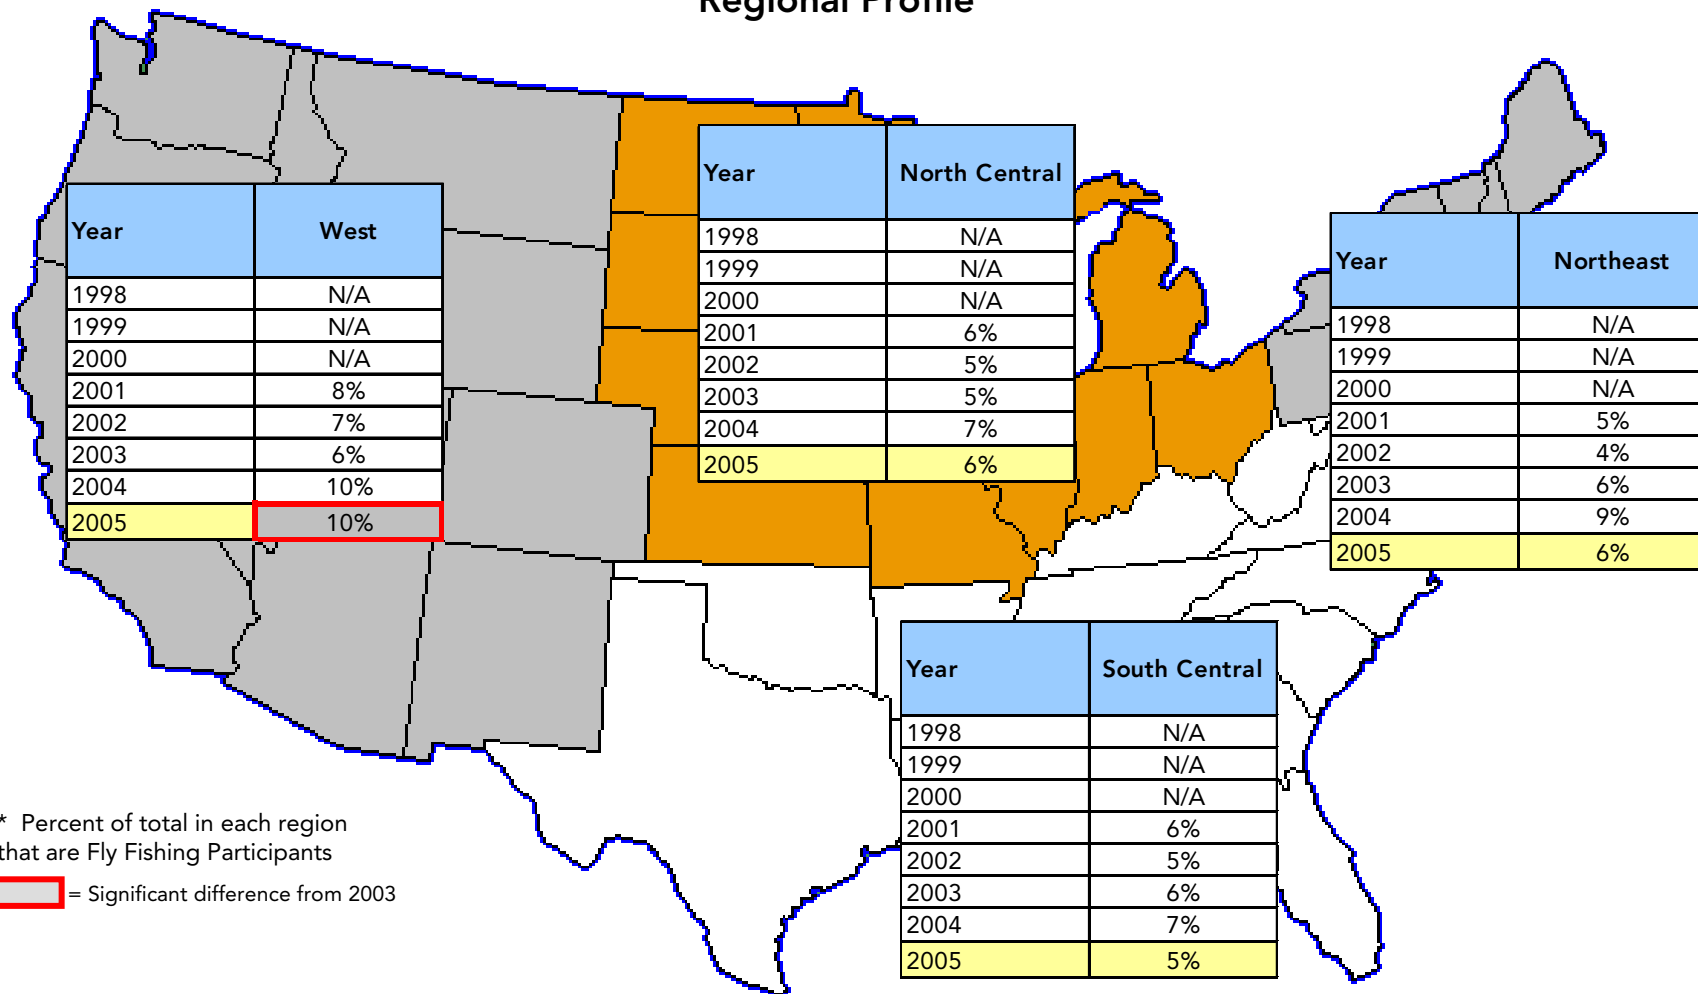 Regional Profile
Year North Central
1998 N/A
1999 N/A
2000 N/A
2001 6%
2002 5%
2003 5%
2004 7%
2005 6%
Year West
1998 N/A
1999 N/A
2000 N/A
2001 8%
2002 7%
2003 6%
2004 10%
2005 10%
Year Northeast
1998 N/A
1999 N/A
2000 N/A
2001 5%
2002 4%
2003 6%
2004 9%
2005 6%
Year South Central
1998 N/A
1999 N/A
2000 N/A
2001 6%
2002 5%
2003 6%
2004 7%
2005 5%
* Percent of total in each region
that are Fly Fishing Participants
= Significant difference from 2003